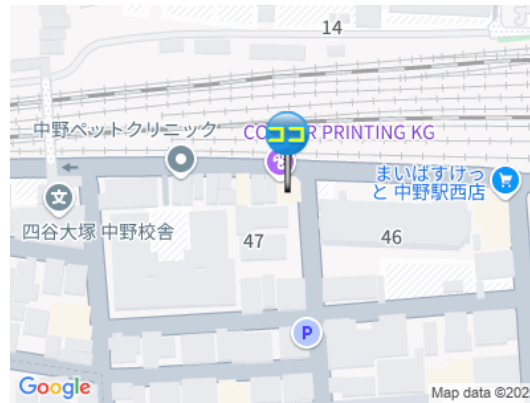 14
中野ペットクリニック
CO
R PRINTING KG
ココ
まいばすけっ
と 中野駅西店
文
四谷大塚 中野校舎
47
46
P
Google
Map data ©202